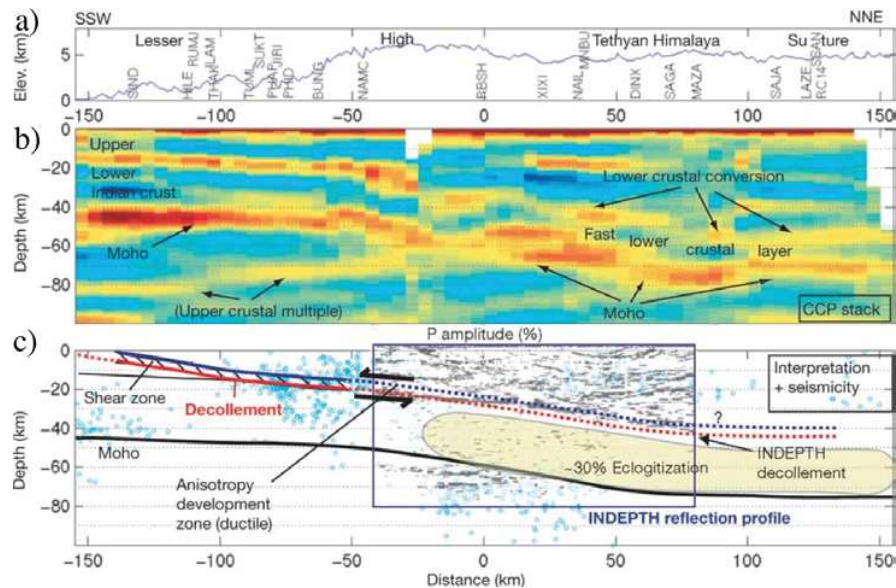 a)
SSW
NNE
Lesser
High
Tethyan Himalaya
Su ture
Elev. (km)
5
0
SIND
HILE
RUMJ
THAK
ILAM
TUML
SUKT
PHAP
JIRI
PHID
BUNG
NAMC
RBSH
XIXI
NAIL
MNBU
DINX
SAGA
MAZA
SAJA
LAZE
SSAN
RC14
-150 -100 -50 0 50 100 150
b)
Depth (km)
0
-20
-40
-60
-80
Upper
Lower
Indian crust
Moho
(Upper crustal multiple)
Lower crustal conversion
Fast lower crustal layer
Moho
CCP stack
P amplitude (%)
c)
Depth (km)
0
-20
-40
-60
-80
Shear zone
Decollement
Moho
Anisotropy
development
zone (ductile)
~30% Eclogitization
?
INDEPTH
decollement
Interpretation
+ seismicity
INDEPTH reflection profile
-150 -100 -50 0 50 100 150
Distance (km)